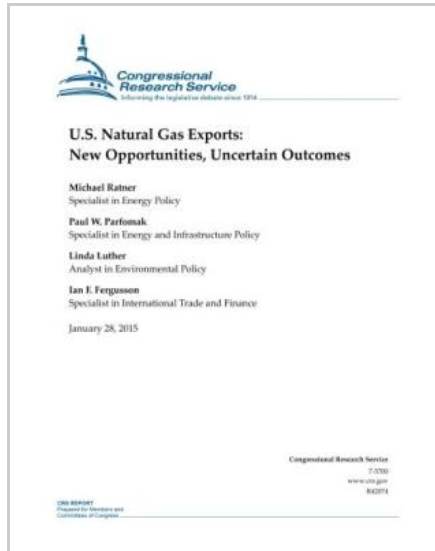 Congressional
Research Service
Informing the legislative debate since 1914
U.S. Natural Gas Exports:
New Opportunities, Uncertain Outcomes
Michael Ratner
Specialist in Energy Policy
Paul W. Parfomak
Specialist in Energy and Infrastructure Policy
Linda Luther
Analyst in Environmental Policy
Ian F. Fergusson
Specialist in International Trade and Finance
January 28, 2015
Congressional Research Service
7-5700
www.crs.gov
R42074
CRS REPORT
Prepared for Members and
Committees of Congress